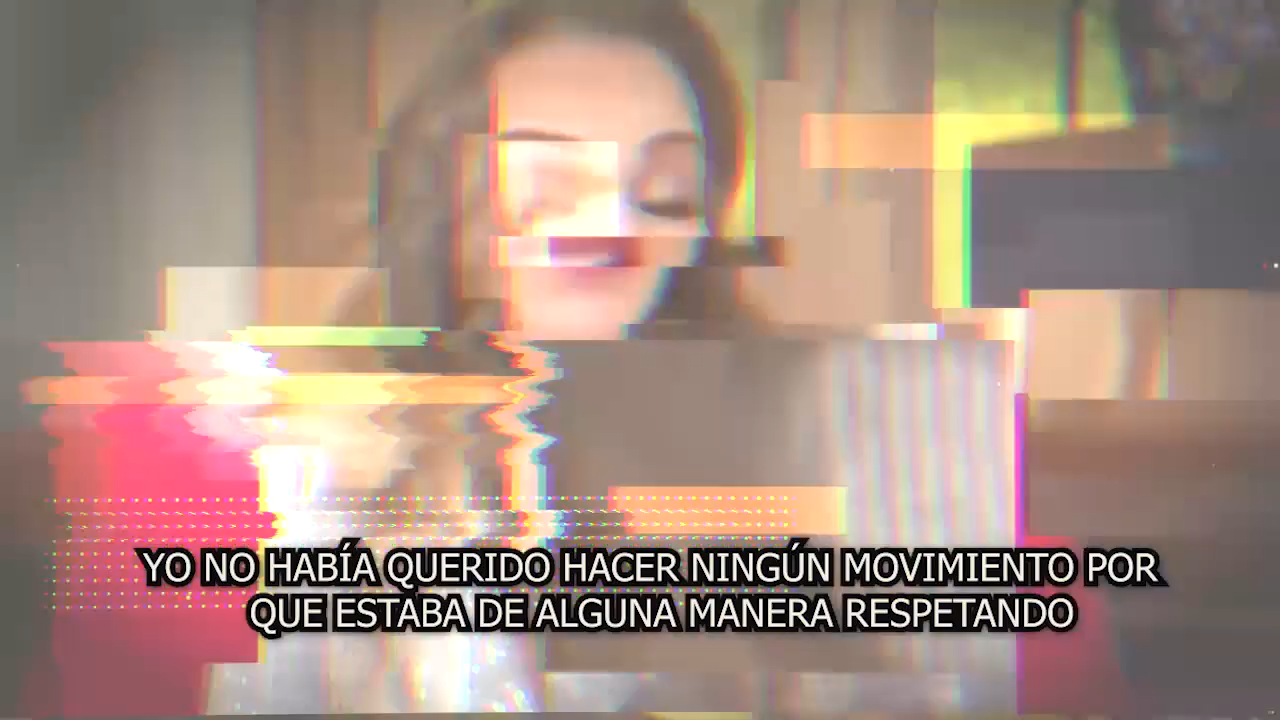 YO NO HABÍA QUERIDO HACER NINGÚN MOVIMIENTO POR
QUE ESTABA DE ALGUNA MANERA RESPETANDO